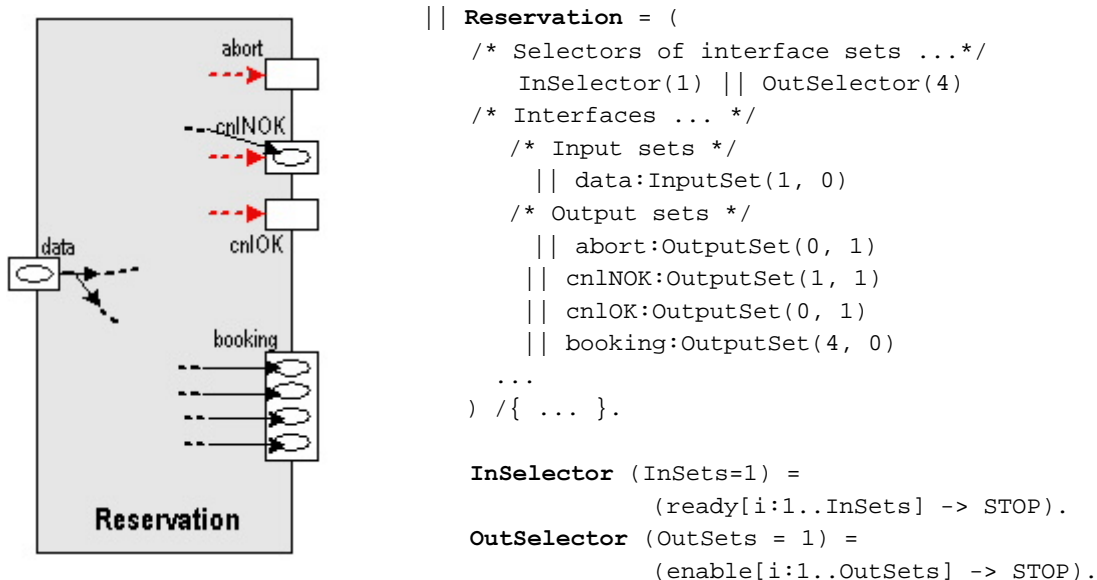 abort
cnlNOK
cnlOK
data
booking
Reservation
|| Reservation = (
/* Selectors of interface sets ...*/
InSelector(1) || OutSelector(4)
/* Interfaces ... */
/* Input sets */
|| data:InputSet(1, 0)
/* Output sets */
|| abort:OutputSet(0, 1)
|| cnlNOK:OutputSet(1, 1)
|| cnlOK:OutputSet(0, 1)
|| booking:OutputSet(4, 0)
...
) /{ ... }.
InSelector (InSets=1) =
(ready[i:1..InSets] -> STOP).
OutSelector (OutSets = 1) =
(enable[i:1..OutSets] -> STOP).